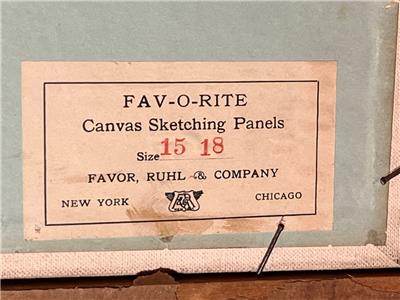 FAV-O-RITE
Canvas Sketching Panels
Size 15 18
FAVOR, RUHL & COMPANY
NEW YORK CHICAGO